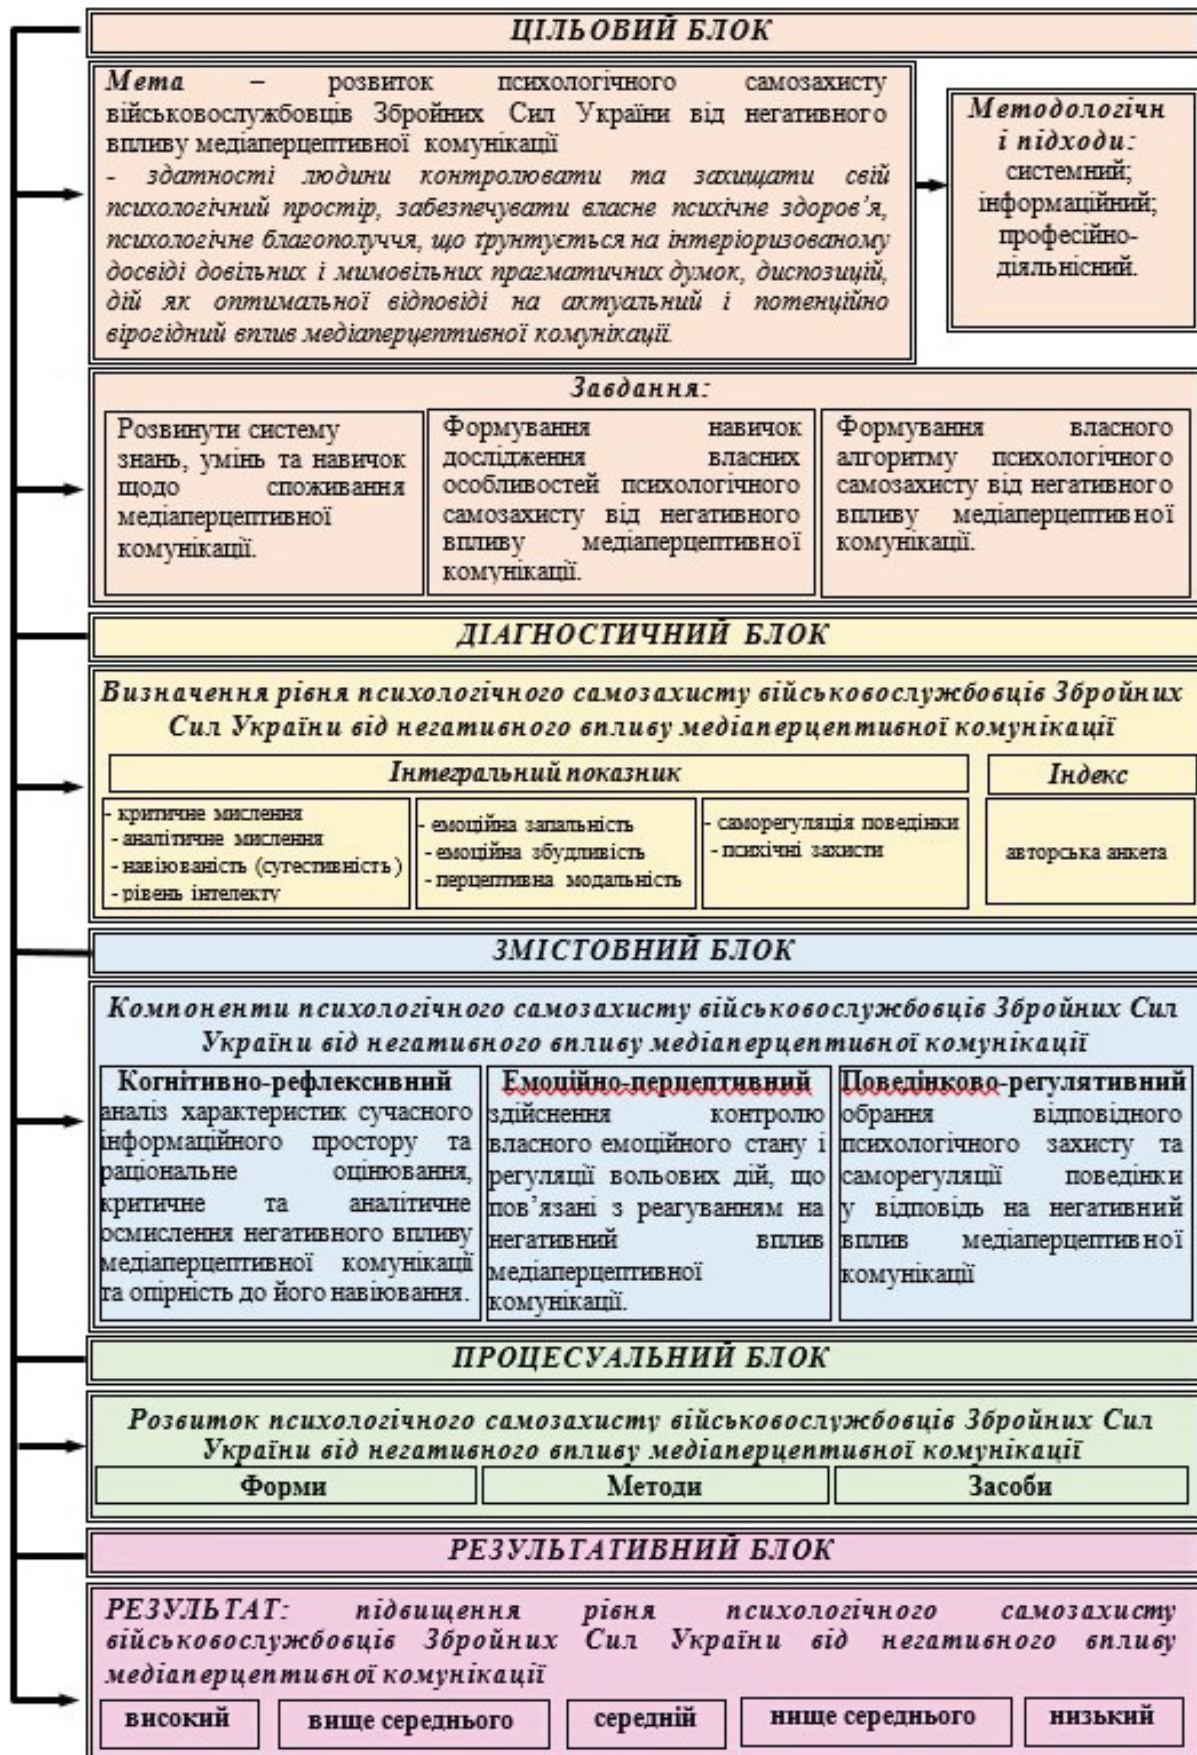 ЦІЛЬОВИЙ БЛОК
Мета – розвиток психологічного самозахисту
військовослужбовців Збройних Сил України від негативного
впливу медіаперцептивної комунікації
- здатності людини контролювати та захищати свій
психологічний простір, забезпечувати власне психічне здоров’я,
психологічне благополуччя, що ґрунтується на інтеріоризованому
досвіді довільних і мимовільних прагматичних думок, диспозицій,
дій як оптимальної відповіді на актуальний і потенційно
вірогідний вплив медіаперцептивної комунікації.
Методологічн
і підходи:
системний;
інформаційний;
професійно-
діяльнісний.
Завдання:
Розвинути систему
знань, умінь та навичок
щодо споживання
медіаперцептивної
комунікації.
Формування навичок
дослідження власних
особливостей психологічного
самозахисту від негативного
впливу медіаперцептивної
комунікації.
Формування власного
алгоритму психологічного
самозахисту від негативного
впливу медіаперцептивної
комунікації.
ДІАГНОСТИЧНИЙ БЛОК
Визначення рівня психологічного самозахисту військовослужбовців Збройних
Сил України від негативного впливу медіаперцептивної комунікації
Інтегральний показник
Індекс
- критичне мислення
- аналітичне мислення
- навіюваність (сугестивність)
- рівень інтелекту
- емоційна запальність
- емоційна збудливість
- перцептивна модальність
- саморегуляція поведінки
- психічні захисти
авторська анкета
ЗМІСТОВНИЙ БЛОК
Компоненти психологічного самозахисту військовослужбовців Збройних Сил
України від негативного впливу медіаперцептивної комунікації
Когнітивно-рефлексивний
аналіз характеристик сучасного
інформаційного простору та
раціональне оцінювання,
критичне та аналітичне
осмислення негативного впливу
медіаперцептивної комунікації
та опірність до його навіювання.
Емоційно-перцептивний
здійснення контролю
власного емоційного стану і
регуляції вольових дій, що
пов’язані з реагуванням на
негативний вплив
медіаперцептивної
комунікації.
Поведінково-регулятивний
обрання відповідного
психологічного захисту та
саморегуляції поведінки
у відповідь на негативний
вплив медіаперцептивної
комунікації
ПРОЦЕСУАЛЬНИЙ БЛОК
Розвиток психологічного самозахисту військовослужбовців Збройних Сил
України від негативного впливу медіаперцептивної комунікації
Форми
Методи
Засоби
РЕЗУЛЬТАТИВНИЙ БЛОК
РЕЗУЛЬТАТ: підвищення рівня психологічного самозахисту
військовослужбовців Збройних Сил України від негативного впливу
медіаперцептивної комунікації
високий
вище середнього
середній
нище середнього
низький